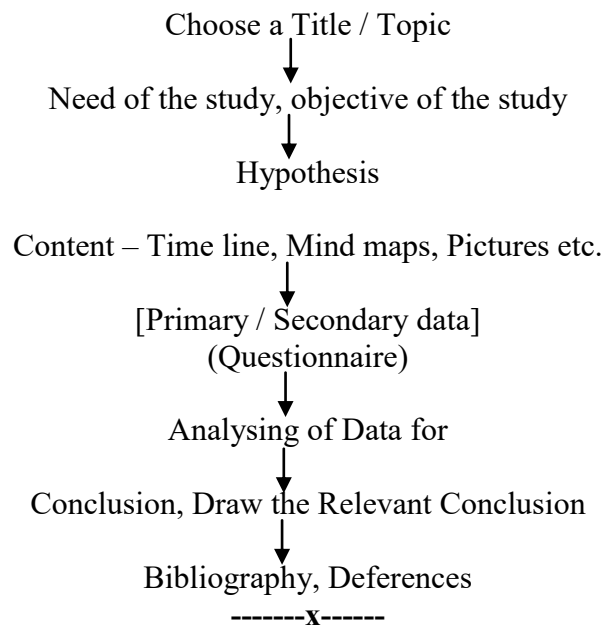 Choose a Title / Topic
Need of the study, objective of the study
Hypothesis
Content – Time line, Mind maps, Pictures etc.
[Primary / Secondary data]
(Questionnaire)
Analysing of Data for
Conclusion, Draw the Relevant Conclusion
Bibliography, Deferences
-------x------